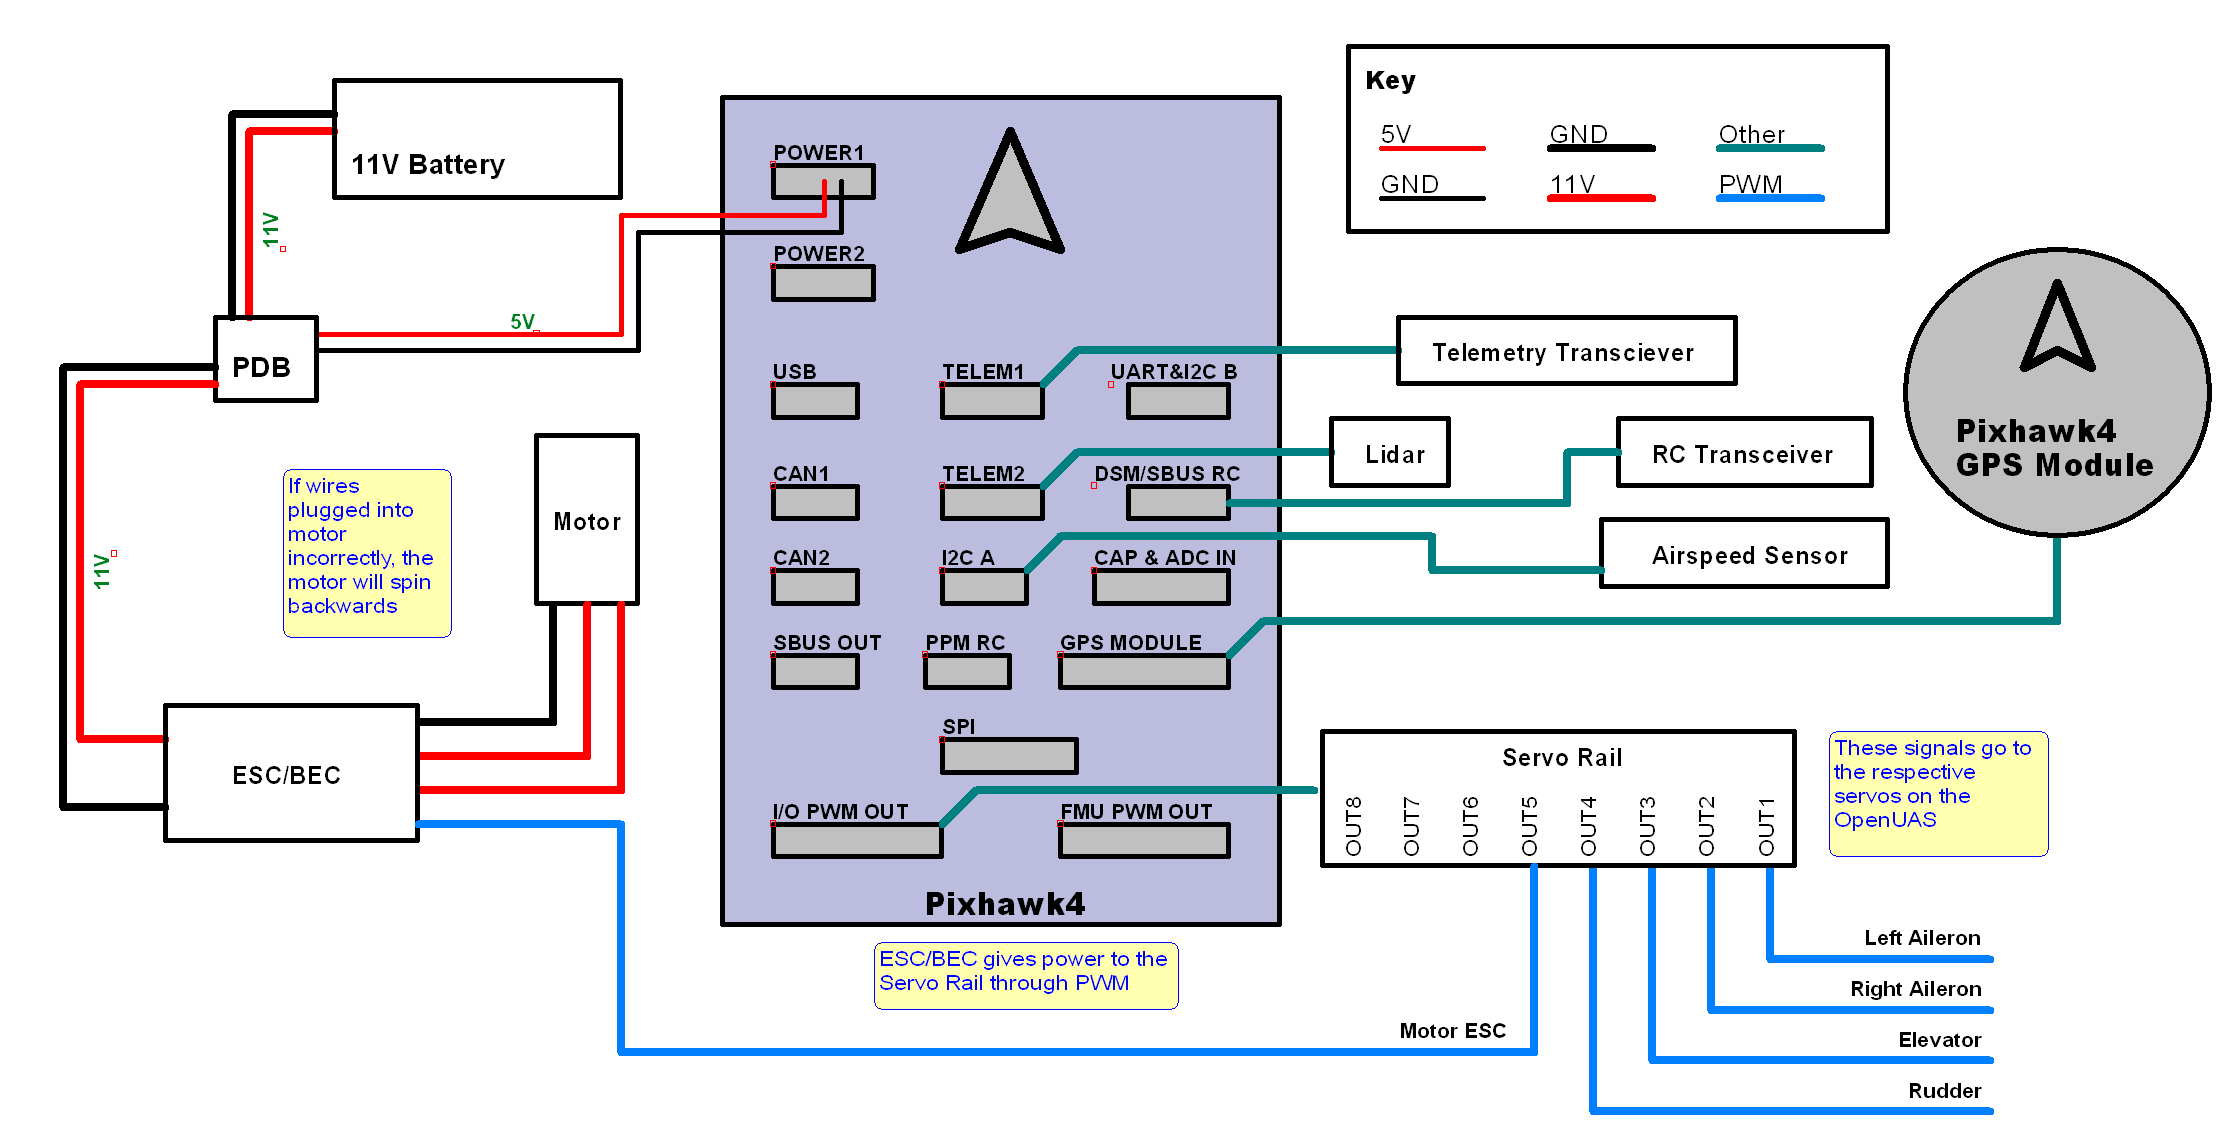 11V Battery
11V
PDB
5V
11V
If wires
plugged into
motor
incorrectly, the
motor will spin
backwards
Motor
ESC/BEC
POWER1
POWER2
USB
TELEM1
UART&I2C B
CAN1
TELEM2
DSM/SBUS RC
CAN2
I2C A
CAP & ADC IN
SBUS OUT
PPM RC
GPS MODULE
SPI
I/O PWM OUT
FMU PWM OUT
Pixhawk4
ESC/BEC gives power to the
Servo Rail through PWM
Key
5V
GND
Other
GND
11V
PWM
Telemetry Transciever
Lidar
RC Transceiver
Airspeed Sensor
Pixhawk4
GPS Module
Servo Rail
OUT8
OUT7
OUT6
OUT5
OUT4
OUT3
OUT2
OUT1
These signals go to
the respective
servos on the
OpenUAS
Left Aileron
Right Aileron
Motor ESC
Elevator
Rudder